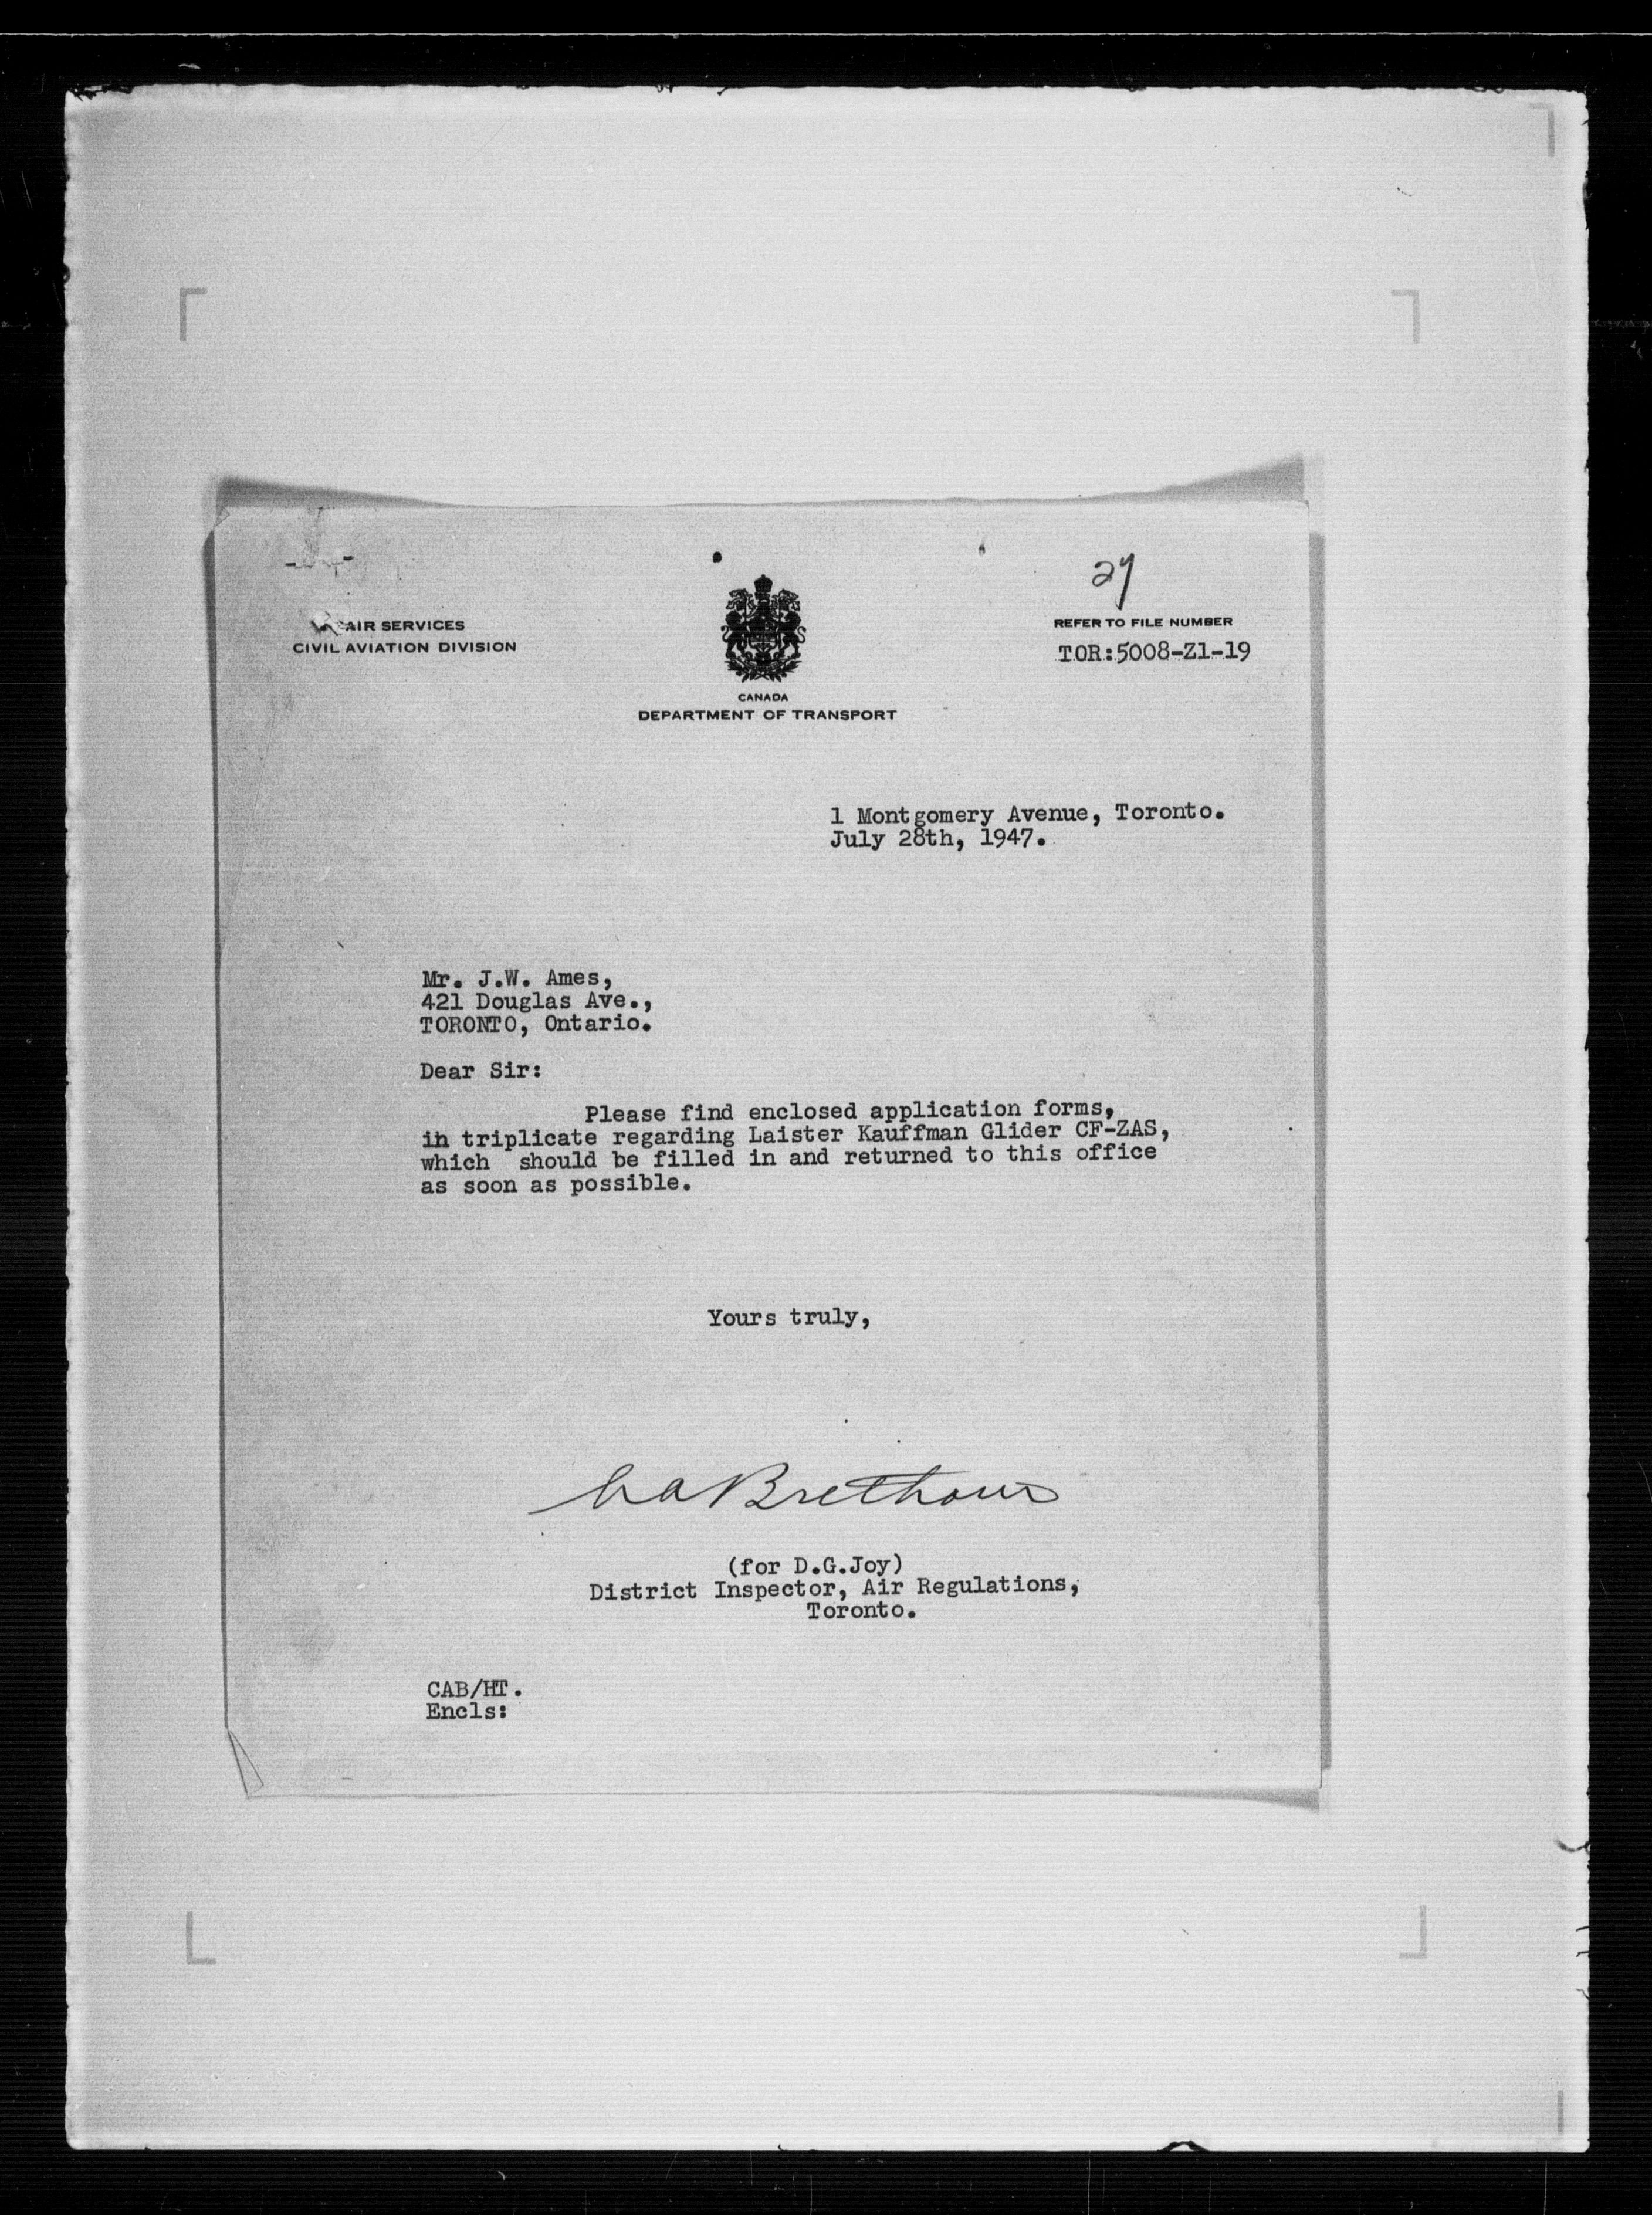 27
AIR SERVICES
CIVIL AVIATION DIVISION
CANADA
DEPARTMENT OF TRANSPORT
REFER TO FILE NUMBER
TOR:5008-Z1-19
1 Montgomery Avenue, Toronto.
July 28th, 1947.
Mr. J.W. Ames,
421 Douglas Ave.,
TORONTO, Ontario.
Dear Sir:
Please find enclosed application forms,
in triplicate regarding Laister Kauffman Glider CF-ZAS,
which should be filled in and returned to this office
as soon as possible.
Yours truly,
CA Brethour
(for D.G.Joy)
District Inspector, Air Regulations,
Toronto.
CAB/HT.
Encls: